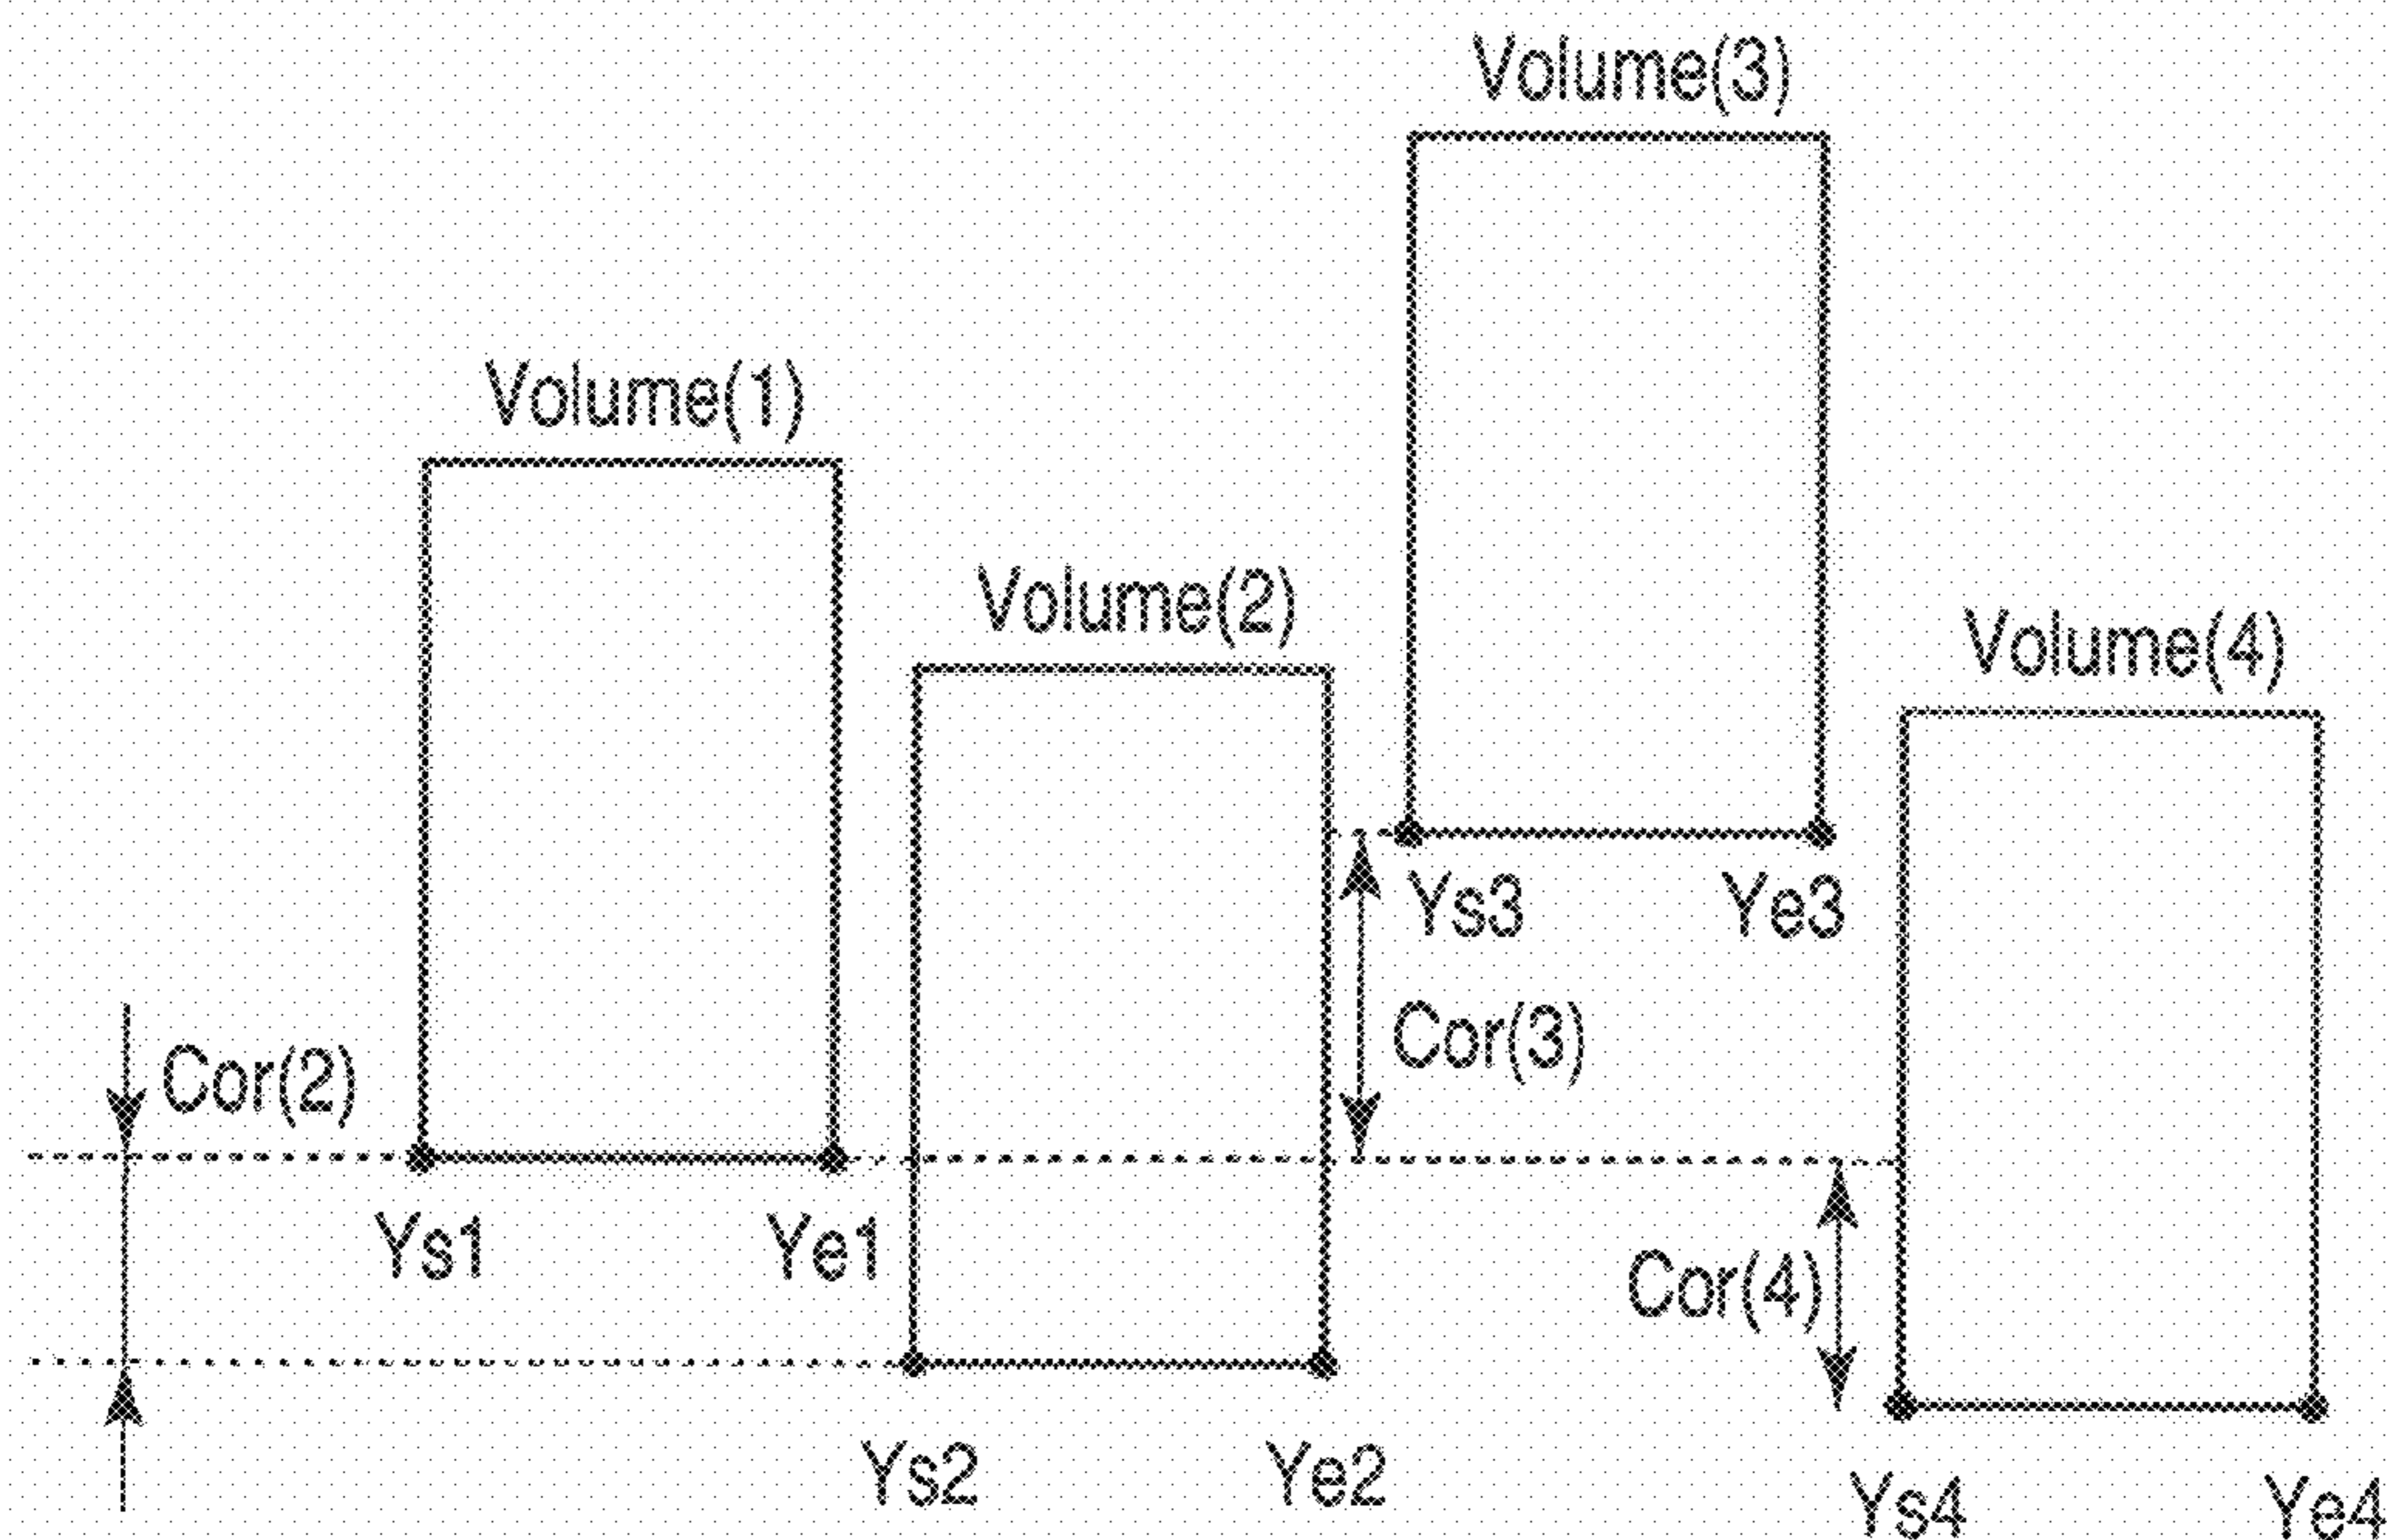 Volume(3)
Volume(1)
Volume(2)
Volume(4)
Ys3
Ye3
Cor(3)
Cor(2)
Ys1
Ye1
Cor(4)
Ys2
Ye2
Ys4
Ye4